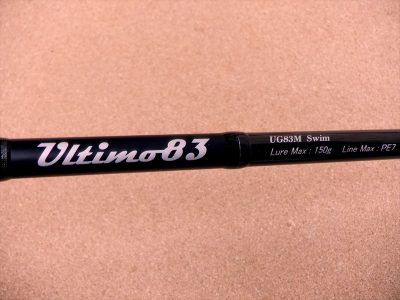 Ultimo83
UG83M Swim
Lure Max : 150g Line Max : PE7